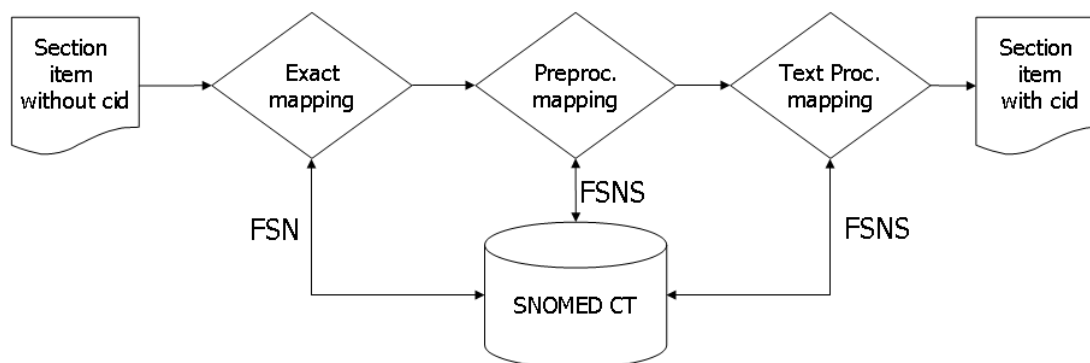 Section
item
without cid
Exact
mapping
Preproc.
mapping
Text Proc.
mapping
Section
item
with cid
FSN
FSNS
FSNS
SNOMED CT